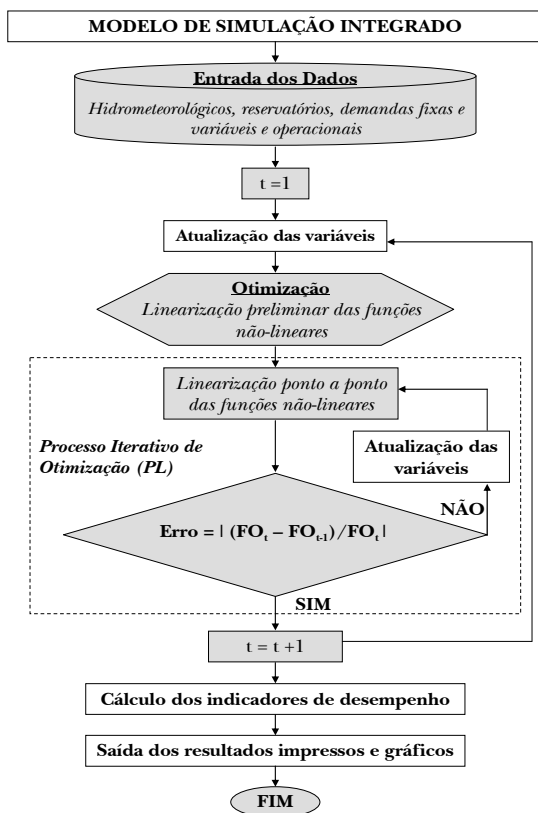 MODELO DE SIMULAÇÃO INTEGRADO
Entrada dos Dados
Hidrometeorológicos, reservatórios, demandas fixas e
variáveis e operacionais
t =1
Atualização das variáveis
Otimização
Linearização preliminar das funções
não-lineares
Linearização ponto a ponto
das funções não-lineares
Processo Iterativo de
Otimização (PL)
Atualização das
variáveis
NÃO
Erro = | (FOt – FOt-1)/FOt |
SIM
t = t +1
Cálculo dos indicadores de desempenho
Saída dos resultados impressos e gráficos
FIM